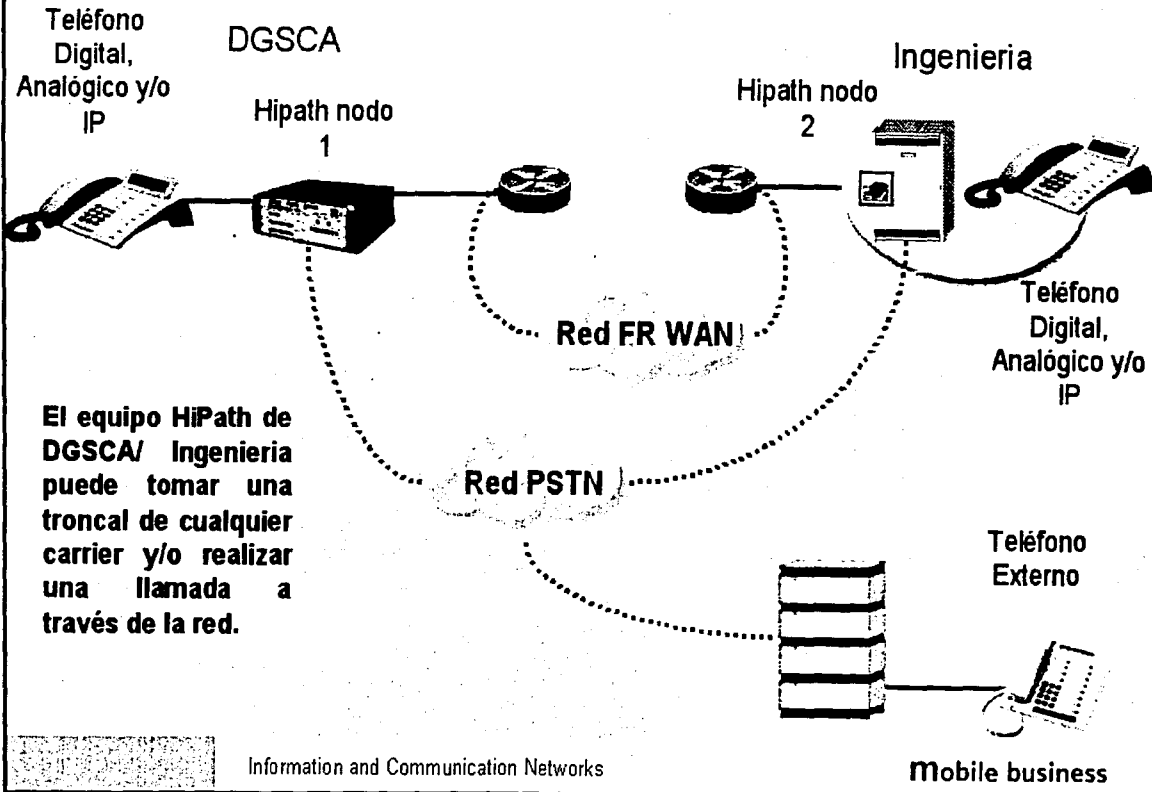 Teléfono
Digital,
Analógico y/o
IP
DGSCA
Hipath nodo
1
Ingenieria
Hipath nodo
2
Teléfono
Digital,
Analógico y/o
IP
Red FR WAN
El equipo HiPath de
DGSCA/ Ingenieria
puede tomar una
troncal de cualquier
carrier y/o realizar
una llamada a
través de la red.
Red PSTN
Teléfono
Externo
Information and Communication Networks
mobile business